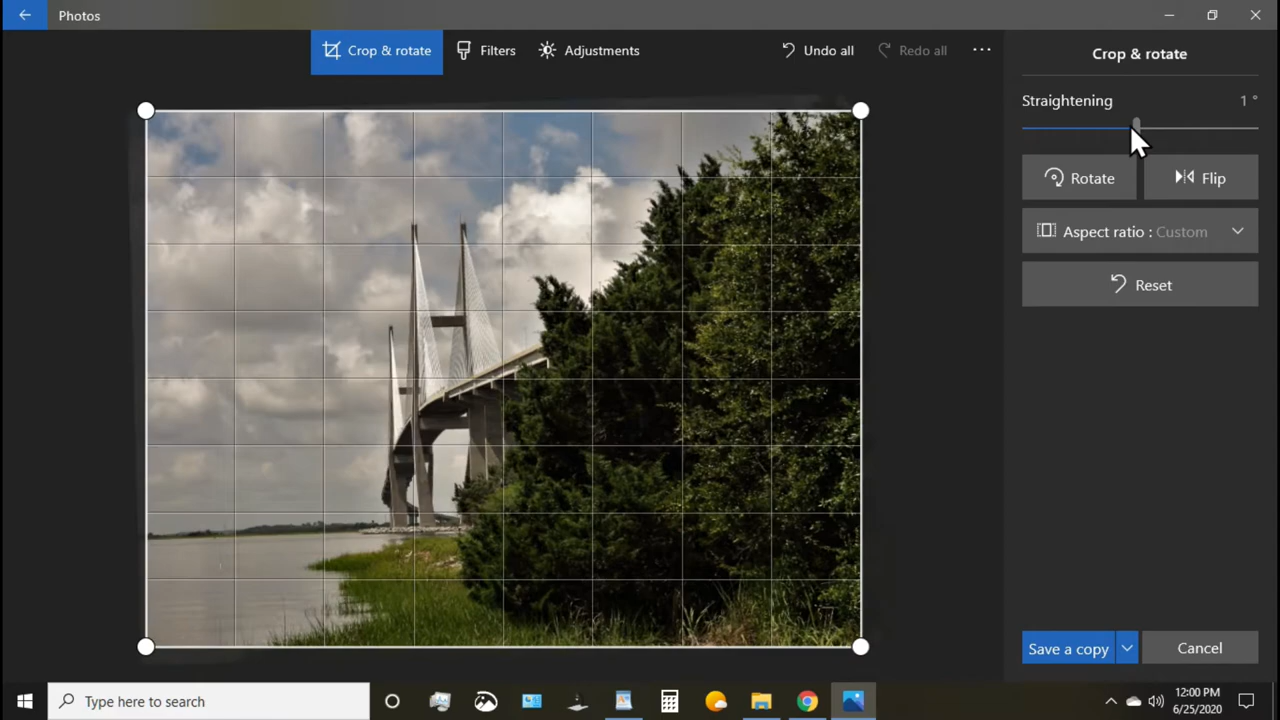 Photos
Crop & rotate
Filters
Adjustments
Undo all
Redo all
Crop & rotate
Straightening 1 °
Rotate
Flip
Aspect ratio : Custom
Reset
Save a copy
Cancel
Type here to search
12:00 PM
6/25/2020